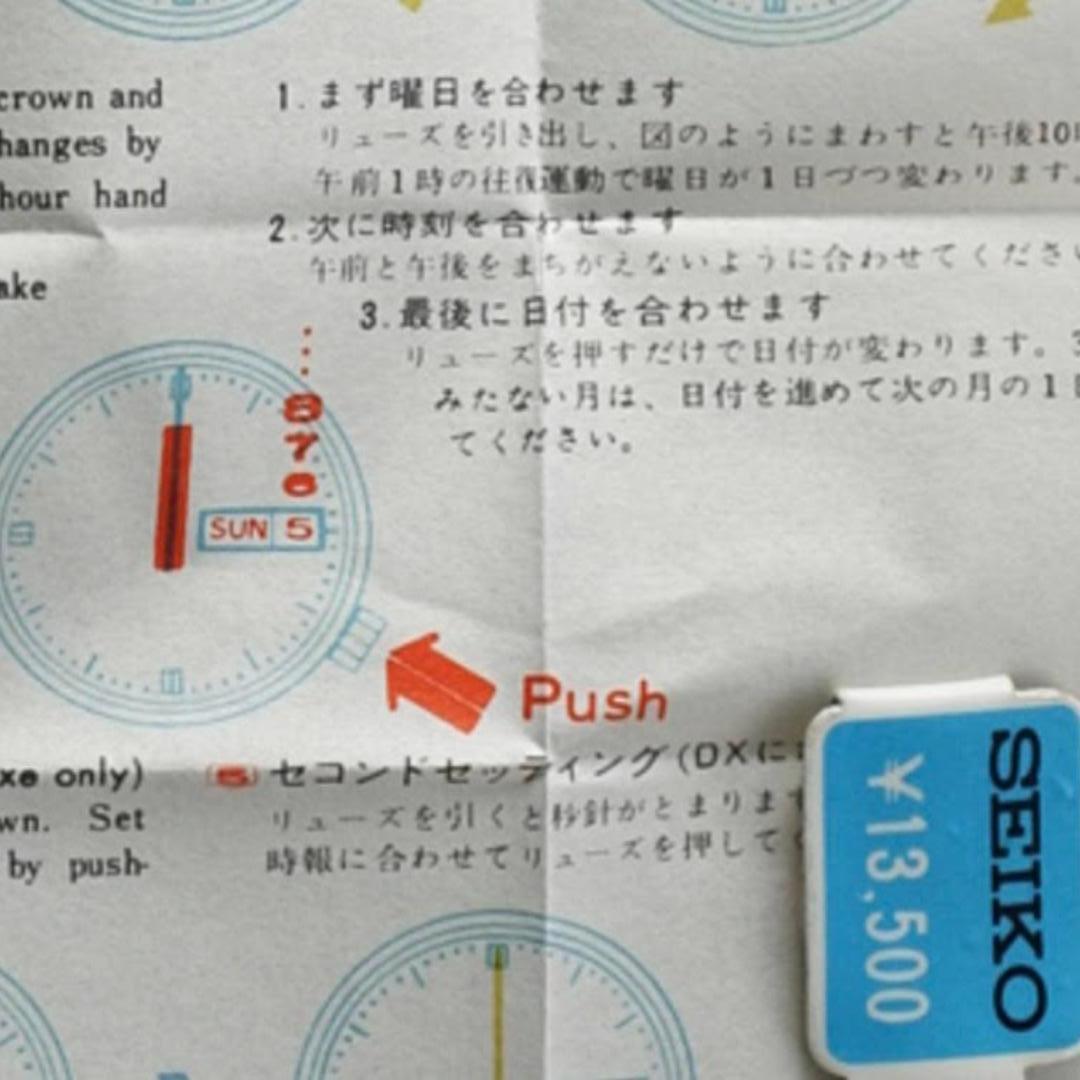 crown and
hanges by
hour hand
ake
1. まず曜日を合わせます
リューズを引き出し、図のようにまわすと午後10
午前1時の往復運動で曜日が1日づつ変わります。
2. 次に時刻を合わせます
午前と午後をまちがえないように合わせてくださ
3. 最後に日付を合わせます
リューズを押すだけで日付が変わります。3
みたない月は、日付を進めて次の月の1日
てください。
8
7
6
SUN 5
Push
xe only)
wn. Set
by push-
セコンドセッティング(DXに
リューズを引くと秒針がとまります
時報に合わせてリューズを押して
SEIKO
¥13,500